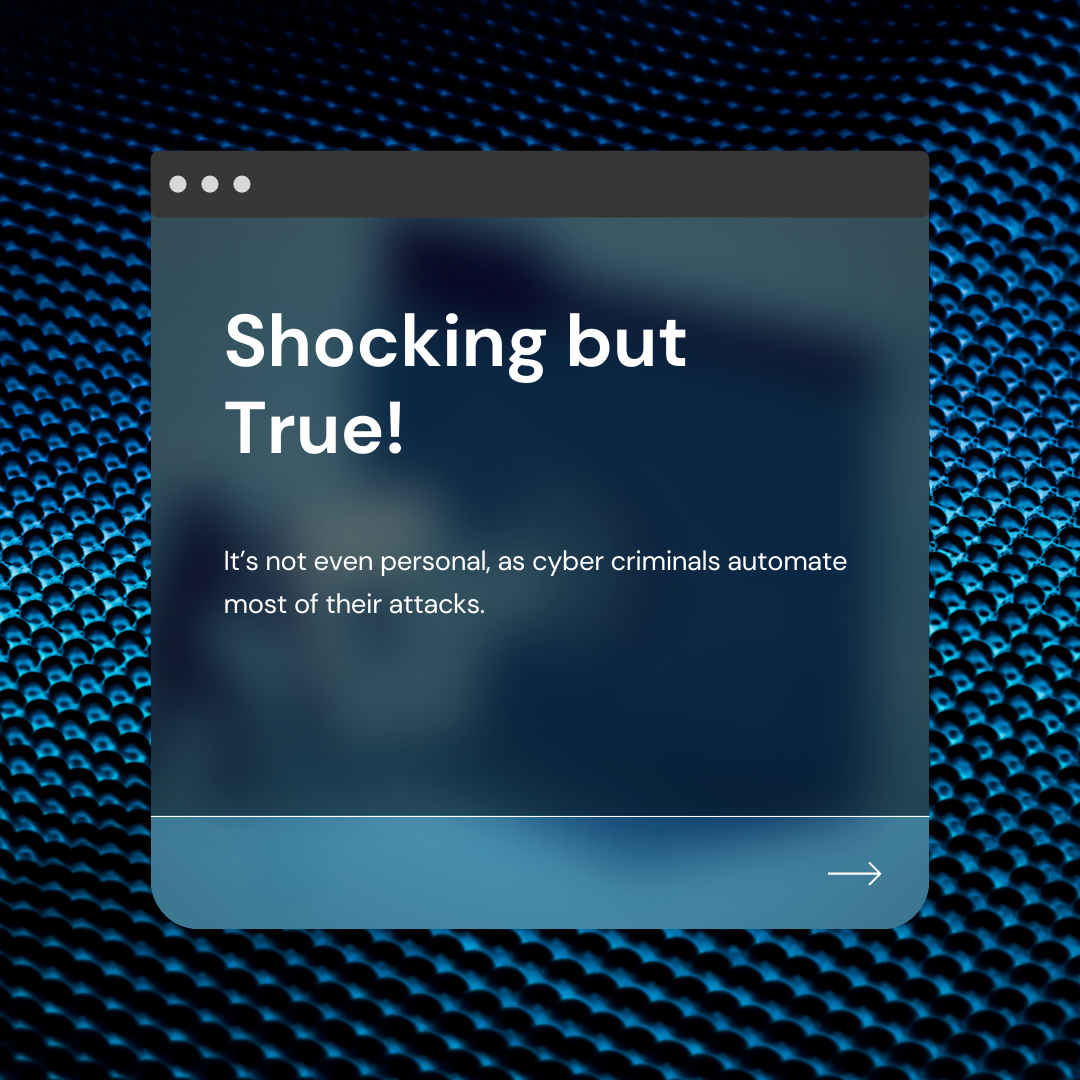 Shocking but
True!
It’s not even personal, as cyber criminals automate
most of their attacks.